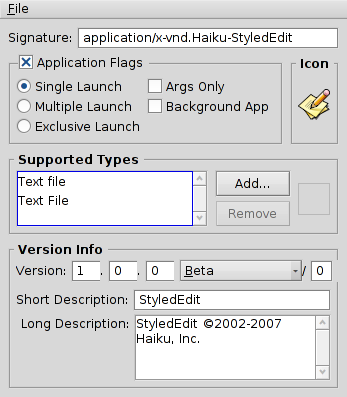 File
Signature: application/x-vnd.Haiku-StyledEdit
Application Flags
Icon
Single Launch
Args Only
Multiple Launch
Background App
Exclusive Launch
Supported Types
Text file
Text File
Add...
Remove
Version Info
Version: 1 . 0 . 0 Beta / 0
Short Description: StyledEdit
Long Description: StyledEdit ©2002-2007
Haiku, Inc.